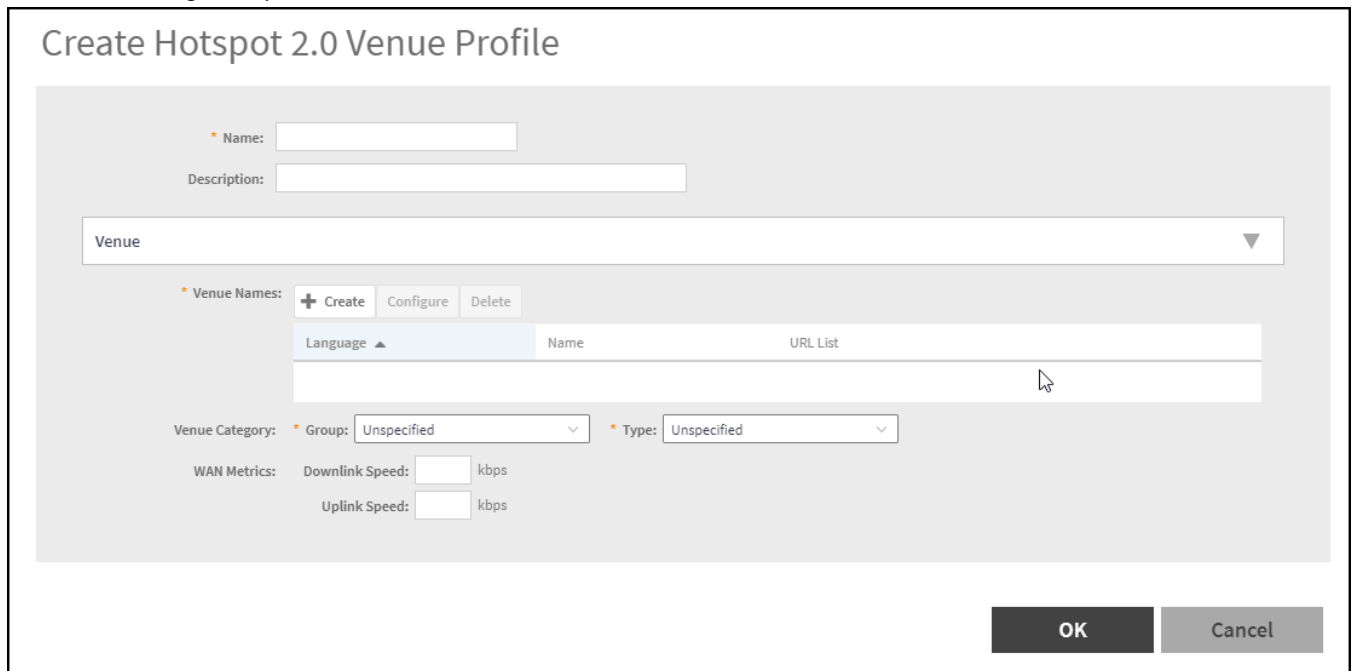 Create Hotspot 2.0 Venue Profile
* Name:
Description:
Venue
* Venue Names: Create Configure Delete
Language Name URL List
Venue Category: * Group: Unspecified * Type: Unspecified
WAN Metrics: Downlink Speed: kbps
Uplink Speed: kbps
OK Cancel